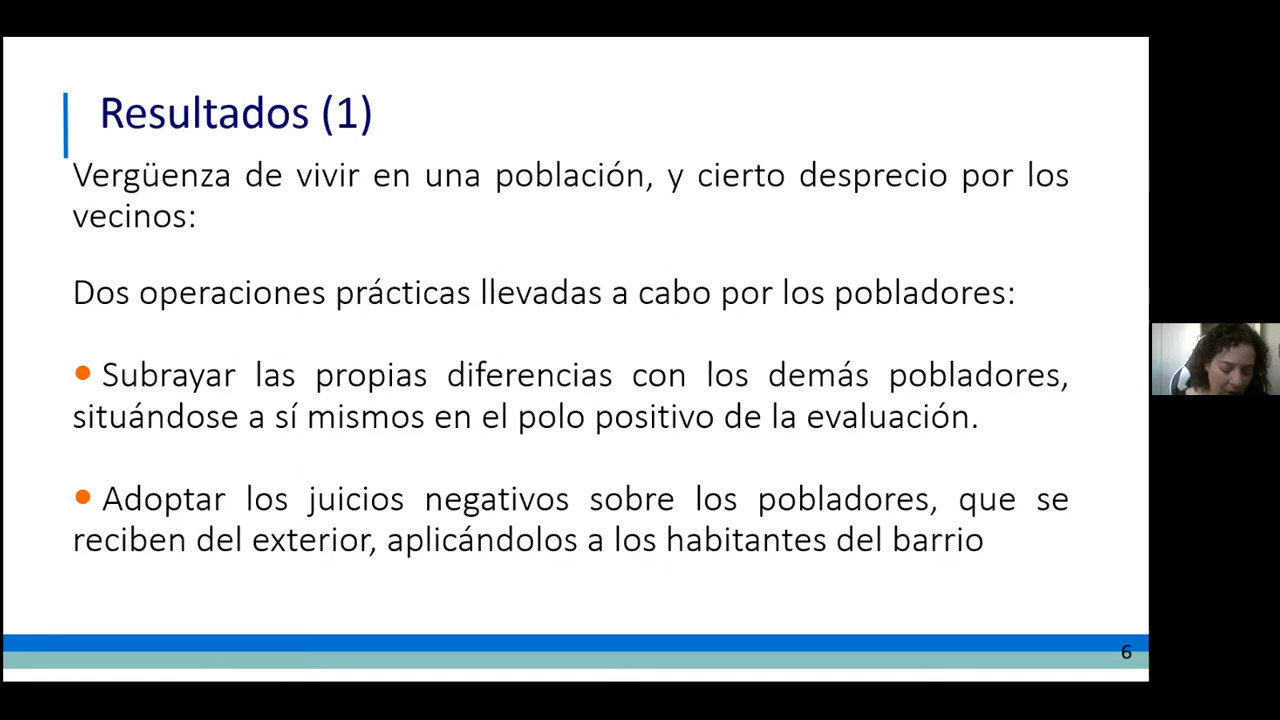 Resultados (1)
Vergüenza de vivir en una población, y cierto desprecio por los
vecinos:
Dos operaciones prácticas llevadas a cabo por los pobladores:
• Subrayar las propias diferencias con los demás pobladores,
situándose a sí mismos en el polo positivo de la evaluación.
• Adoptar los juicios negativos sobre los pobladores, que se
reciben del exterior, aplicándolos a los habitantes del barrio
6